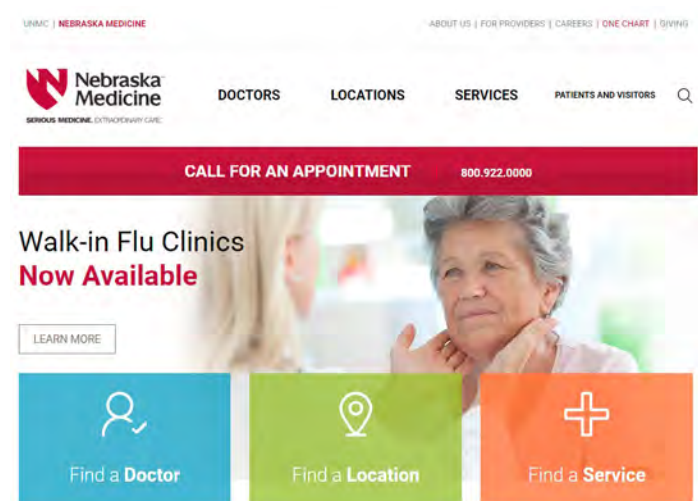 UNMC | NEBRASKA MEDICINE
ABOUT US | FOR PROVIDERS | CAREERS | ONE CHART | GIVING
Nebraska
Medicine
SERIOUS MEDICINE. EXTRAORDINARY CARE.
DOCTORS LOCATIONS SERVICES PATIENTS AND VISITORS
CALL FOR AN APPOINTMENT 800.922.0000
Walk-in Flu Clinics
Now Available
LEARN MORE
Find a Doctor
Find a Location
Find a Service